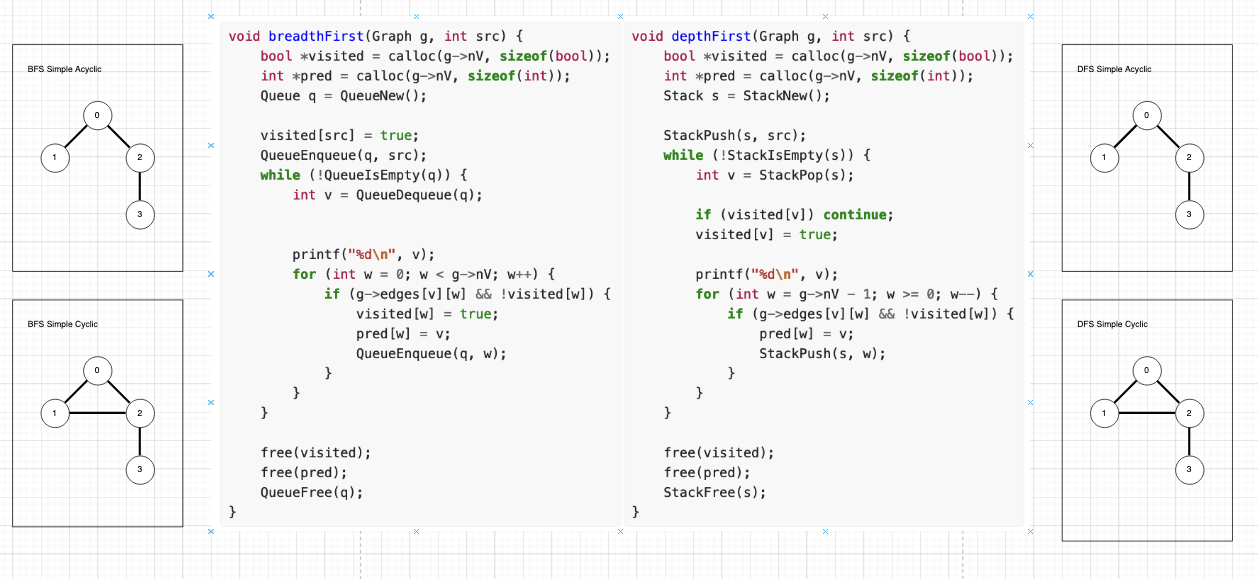 BFS Simple Acyclic
0
1
2
3
BFS Simple Cyclic
0
1
2
3
void breadthFirst(Graph g, int src) {
    bool *visited = calloc(g->nV, sizeof(bool));
    int *pred = calloc(g->nV, sizeof(int));
    Queue q = QueueNew();

    visited[src] = true;
    QueueEnqueue(q, src);
    while (!QueueIsEmpty(q)) {
        int v = QueueDequeue(q);


        printf("%d\n", v);
        for (int w = 0; w < g->nV; w++) {
            if (g->edges[v][w] && !visited[w]) {
                visited[w] = true;
                pred[w] = v;
                QueueEnqueue(q, w);
            }
        }
    }

    free(visited);
    free(pred);
    QueueFree(q);
}
void depthFirst(Graph g, int src) {
    bool *visited = calloc(g->nV, sizeof(bool));
    int *pred = calloc(g->nV, sizeof(int));
    Stack s = StackNew();

    StackPush(s, src);
    while (!StackIsEmpty(s)) {
        int v = StackPop(s);

        if (visited[v]) continue;
        visited[v] = true;

        printf("%d\n", v);
        for (int w = g->nV - 1; w >= 0; w--) {
            if (g->edges[v][w] && !visited[w]) {
                pred[w] = v;
                StackPush(s, w);
            }
        }
    }

    free(visited);
    free(pred);
    StackFree(s);
}
DFS Simple Acyclic
0
1
2
3
DFS Simple Cyclic
0
1
2
3